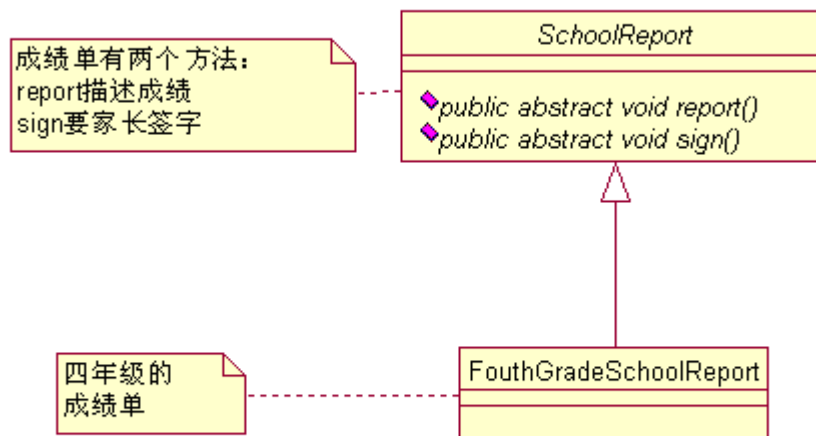 成绩单有两个方法：
report描述成绩
sign要家长签字
SchoolReport
public abstract void report()
public abstract void sign()
四年级的
成绩单
FouthGradeSchoolReport